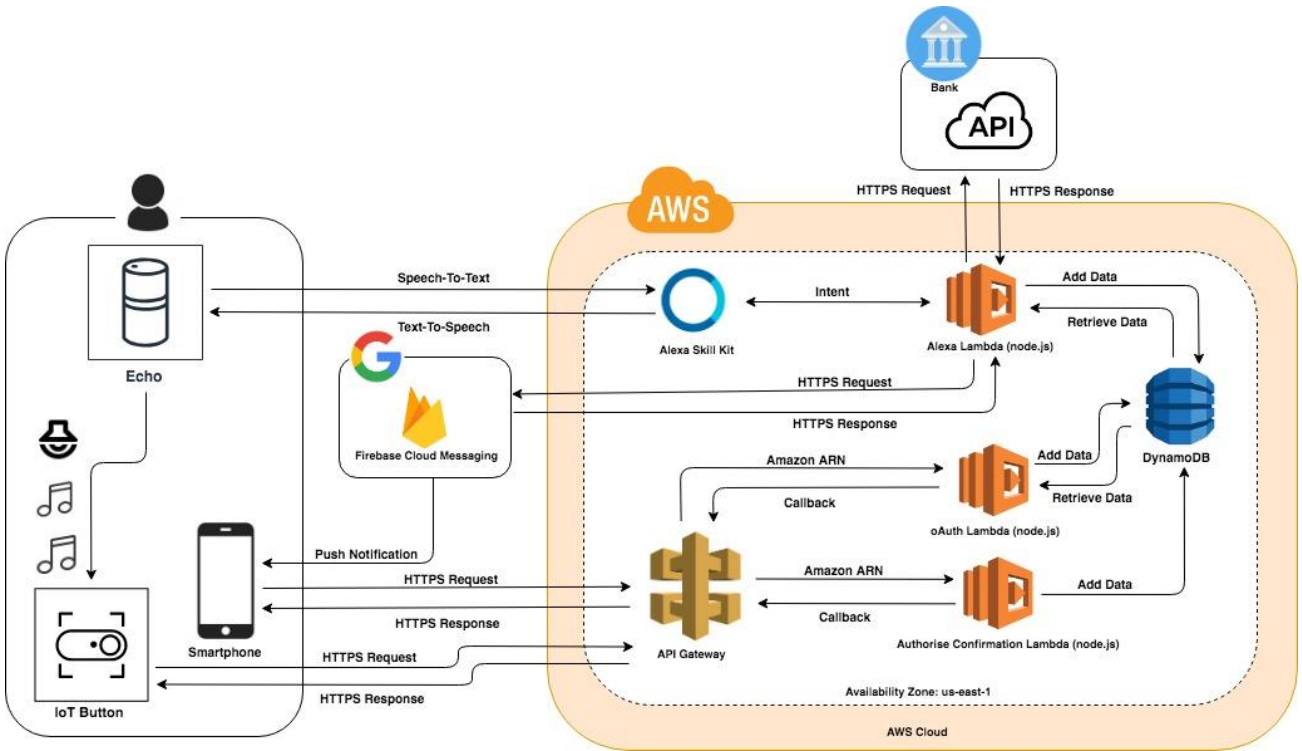 Bank
API
HTTPS Request
HTTPS Response
AWS
Speech-To-Text
Text-To-Speech
Echo
Alexa Skill Kit
Intent
Alexa Lambda (node.js)
Add Data
Retrieve Data
HTTPS Request
HTTPS Response
Firebase Cloud Messaging
DynamoDB
Amazon ARN
Callback
Add Data
Retrieve Data
oAuth Lambda (node.js)
Push Notification
HTTPS Request
HTTPS Response
Smartphone
Amazon ARN
Callback
Add Data
Authorise Confirmation Lambda (node.js)
API Gateway
HTTPS Request
HTTPS Response
IoT Button
Availability Zone: us-east-1
AWS Cloud